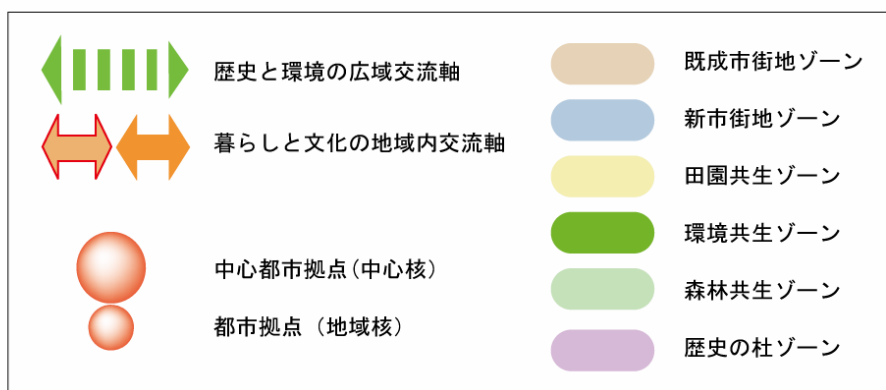 歴史と環境の広域交流軸
暮らしと文化の地域内交流軸
中心都市拠点(中心核)
都市拠点（地域核）
既成市街地ゾーン
新市街地ゾーン
田園共生ゾーン
環境共生ゾーン
森林共生ゾーン
歴史の杜ゾーン